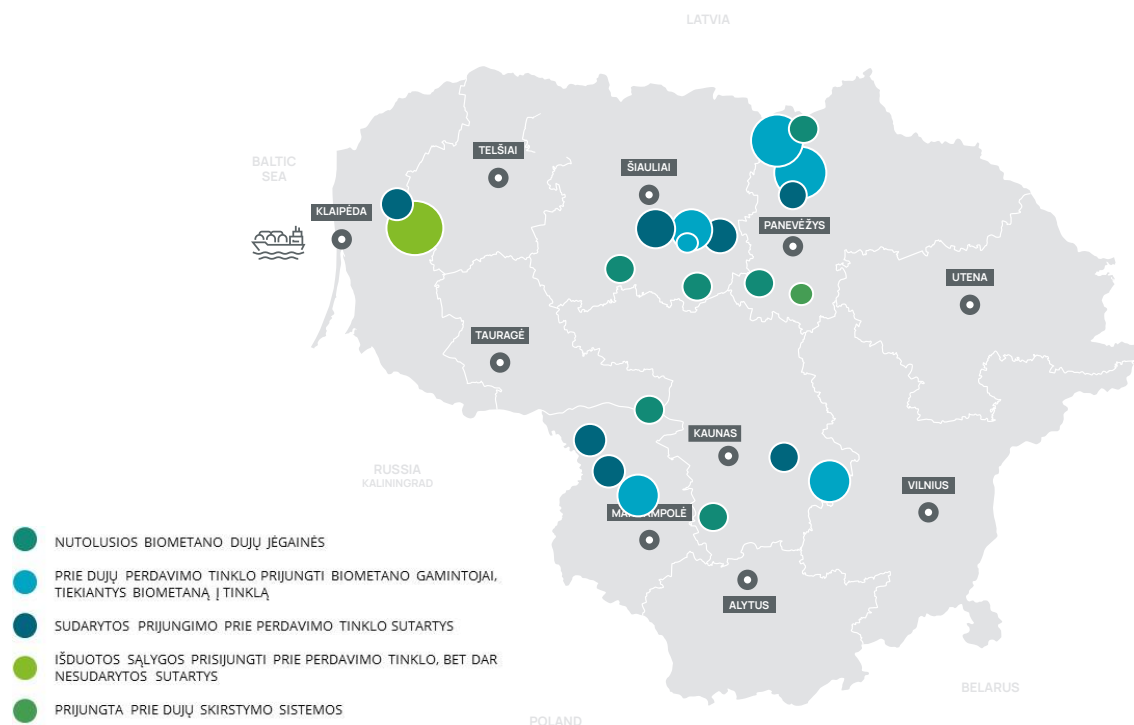 LATVIA
BALTIC
SEA
TELŠIAI
ŠIAULIAI
KLAIPĖDA
PANEVĖŽYS
UTENA
TAURAGĖ
KAUNAS
RUSSIA
KALININGRAD
VILNIUS
ALYTUS
BELARUS
POLAND
NUTOLUSIOS BIOMETANO DUJŲ JĖGAINĖS
PRIE DUJŲ PERDAVIMO TINKLO PRIJUNGTI BIOMETANO GAMINTOJAI,
TIEKIANTYS BIOMETANĄ Į TINKLĄ
SUDARYTOS PRIJUNGIMO PRIE PERDAVIMO TINKLO SUTARTYS
IŠDUOTOS SĄLYGOS PRISIJUNGTI PRIE PERDAVIMO TINKLO, BET DAR
NESUDARYTOS SUTARTYS
PRIJUNGTA PRIE DUJŲ SKIRSTYMO SISTEMOS